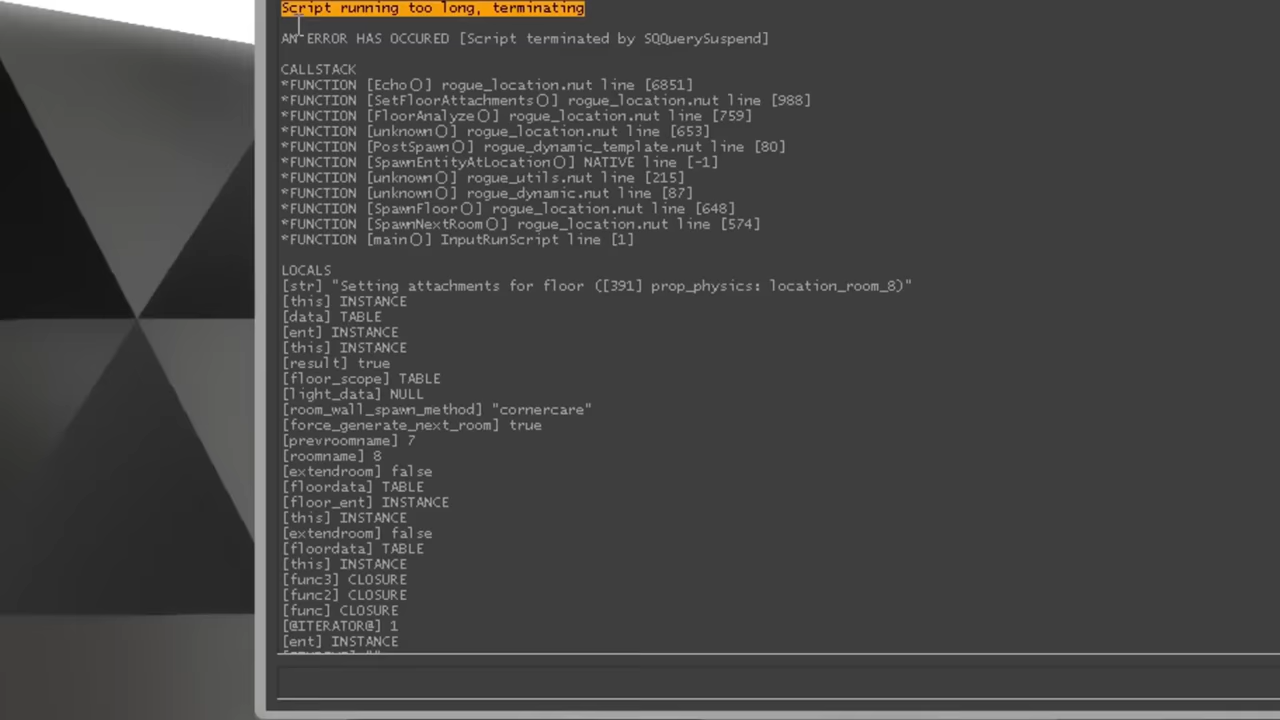 Script running too long, terminating
AN ERROR HAS OCCURED [Script terminated by SQQuerySuspend]
CALLSTACK
*FUNCTION [Echo()] rogue_location.nut line [6851]
*FUNCTION [SetFloorAttachments()] rogue_location.nut line [988]
*FUNCTION [FloorAnalyze()] rogue_location.nut line [759]
*FUNCTION [unknown()] rogue_location.nut line [653]
*FUNCTION [PostSpawn()] rogue_dynamic_template.nut line [80]
*FUNCTION [SpawnEntityAtLocation()] NATIVE line [-1]
*FUNCTION [unknown()] rogue_utils.nut line [215]
*FUNCTION [unknown()] rogue_dynamic.nut line [87]
*FUNCTION [SpawnFloor()] rogue_location.nut line [648]
*FUNCTION [SpawnNextRoom()] rogue_location.nut line [574]
*FUNCTION [main()] InputRunScript line [1]
LOCALS
[str] "Setting attachments for floor ([391] prop_physics: location_room_8)"
[this] INSTANCE
[data] TABLE
[ent] INSTANCE
[this] INSTANCE
[result] true
[floor_scope] TABLE
[light_data] NULL
[room_wall_spawn_method] "cornercare"
[force_generate_next_room] true
[prevroomname] 7
[roomname] 8
[extendroom] false
[floordata] TABLE
[floor_ent] INSTANCE
[this] INSTANCE
[extendroom] false
[floordata] TABLE
[this] INSTANCE
[func3] CLOSURE
[func2] CLOSURE
[func] CLOSURE
[@ITERATOR@] 1
[ent] INSTANCE